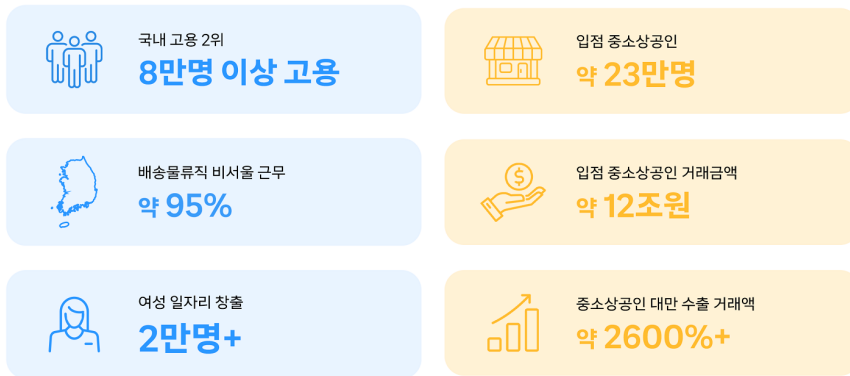 국내 고용 2위
8만명 이상 고용
입점 중소상공인
약 23만명
배송물류직 비서울 근무
약 95%
입점 중소상공인 거래금액
약 12조원
여성 일자리 창출
2만명+
중소상공인 대만 수출 거래액
약 2600%+